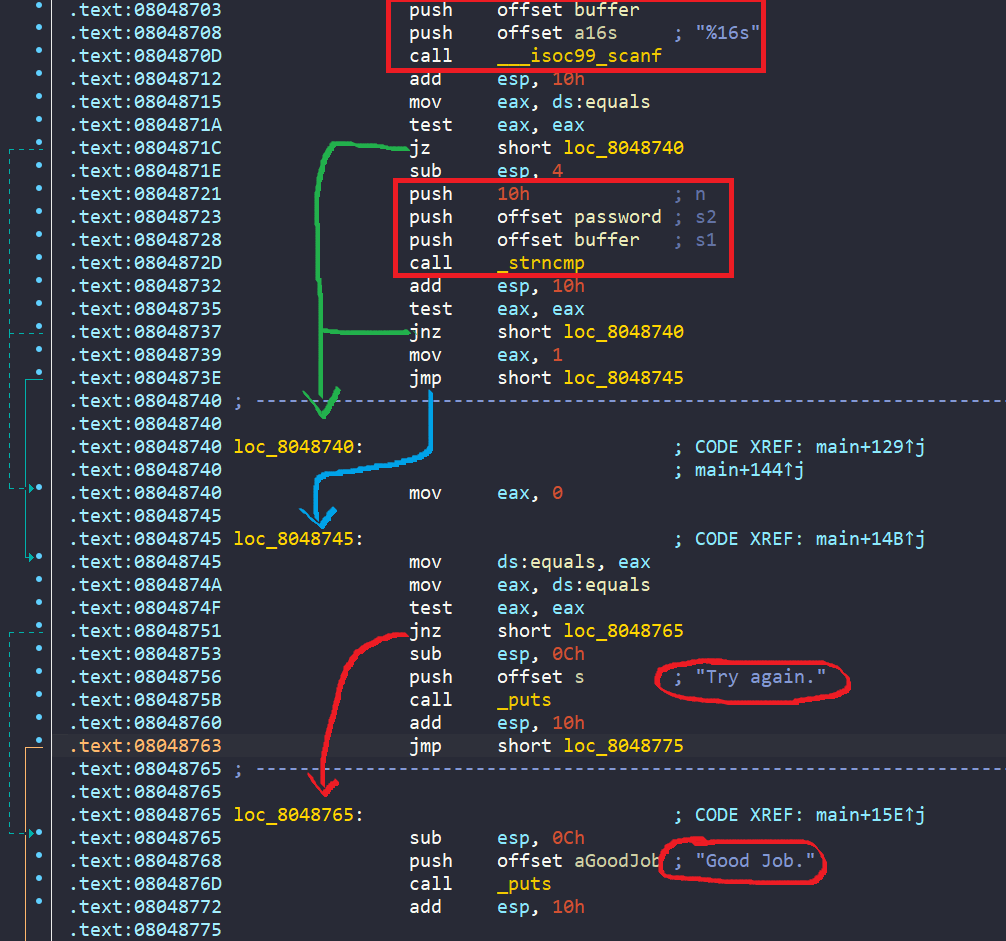 .text:08048703 push offset buffer
.text:08048708 push offset a16s ; "%16s"
.text:0804870D call ___isoc99_scanf
.text:08048712 add esp, 10h
.text:08048715 mov eax, ds:equals
.text:0804871A test eax, eax
.text:0804871C jz short loc_8048740
.text:0804871E sub esp, 4
.text:08048721 push 10h ; n
.text:08048723 push offset password ; s2
.text:08048728 push offset buffer ; s1
.text:0804872D call _strncmp
.text:08048732 add esp, 10h
.text:08048735 test eax, eax
.text:08048737 jnz short loc_8048740
.text:08048739 mov eax, 1
.text:0804873E jmp short loc_8048745
.text:08048740 ; ---------------------------------------------------------------------------
.text:08048740
.text:08048740 loc_8048740: ; CODE XREF: main+129↑j
.text:08048740 ; main+144↑j
.text:08048740 mov eax, 0
.text:08048745
.text:08048745 loc_8048745: ; CODE XREF: main+14B↑j
.text:08048745 mov ds:equals, eax
.text:0804874A mov eax, ds:equals
.text:0804874F test eax, eax
.text:08048751 jnz short loc_8048765
.text:08048753 sub esp, 0Ch
.text:08048756 push offset s ; "Try again."
.text:0804875B call _puts
.text:08048760 add esp, 10h
.text:08048763 jmp short loc_8048775
.text:08048765 ; ---------------------------------------------------------------------------
.text:08048765
.text:08048765 loc_8048765: ; CODE XREF: main+15E↑j
.text:08048765 sub esp, 0Ch
.text:08048768 push offset aGoodJob ; "Good Job."
.text:0804876D call _puts
.text:08048772 add esp, 10h
.text:08048775